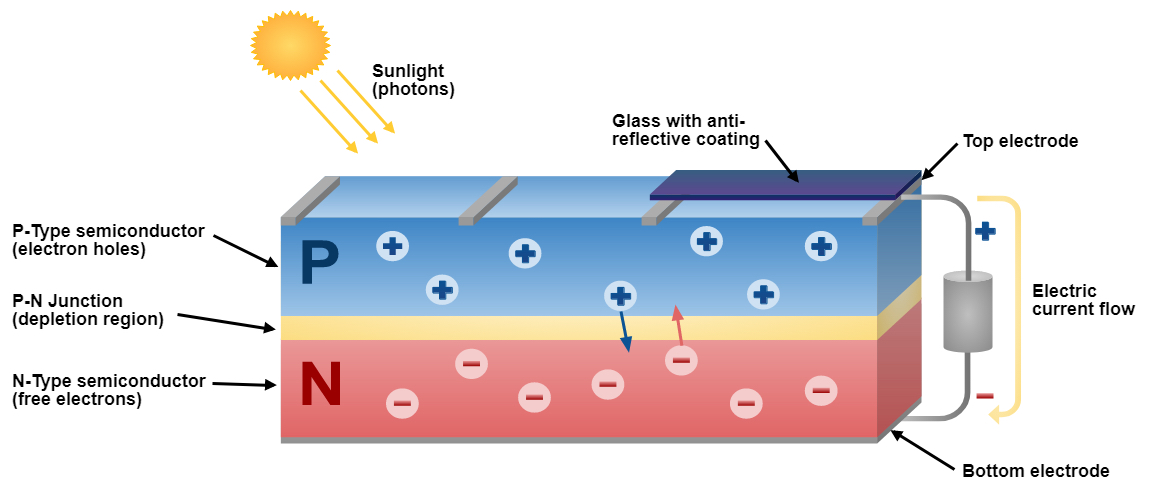 Sunlight
(photons)
Glass with anti-
reflective coating
Top electrode
P-Type semiconductor
(electron holes)
P
P-N Junction
(depletion region)
Electric
current flow
N-Type semiconductor
(free electrons)
N
Bottom electrode